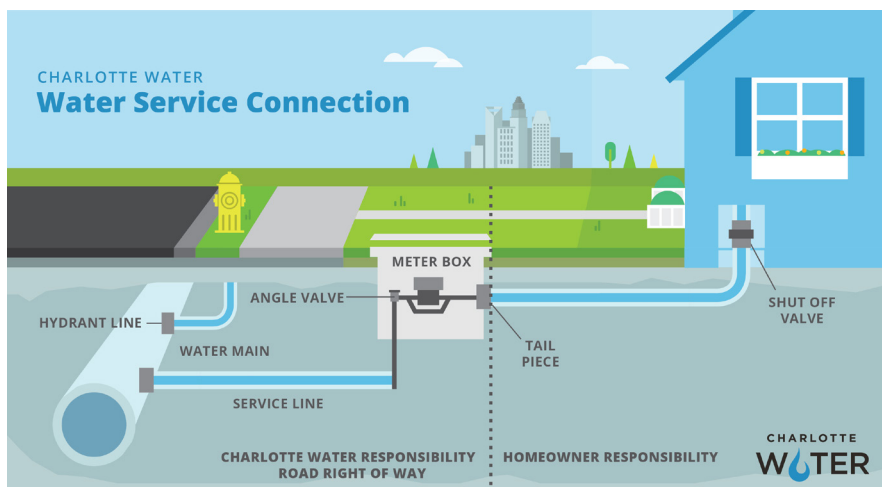 CHARLOTTE WATER
Water Service Connection
METER BOX
ANGLE VALVE
SHUT OFF
VALVE
HYDRANT LINE
TAIL
PIECE
WATER MAIN
SERVICE LINE
CHARLOTTE WATER RESPONSIBILITY
ROAD RIGHT OF WAY
HOMEOWNER RESPONSIBILITY
CHARLOTTE
WATER